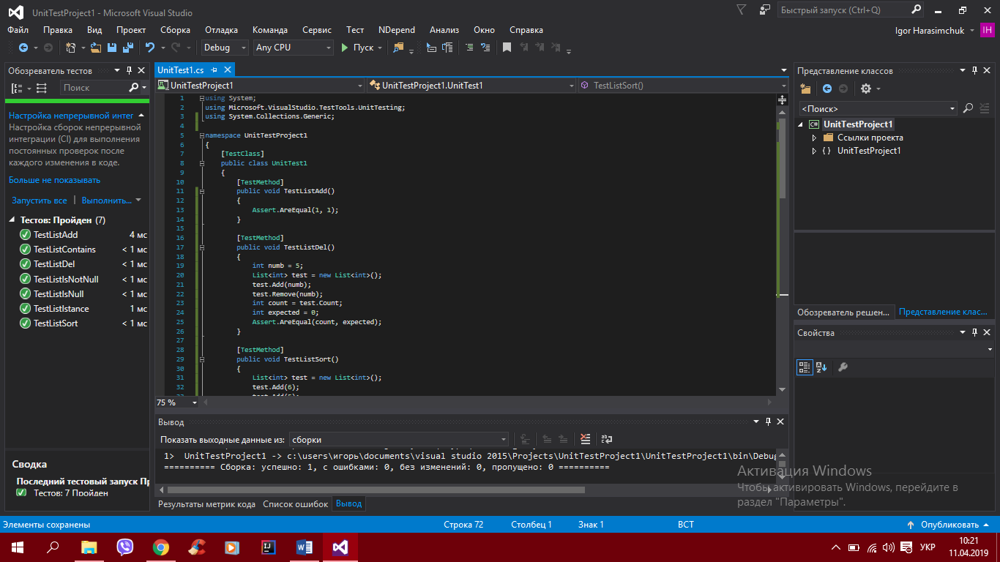 UnitTestProject1 - Microsoft Visual Studio
Быстрый запуск (Ctrl+Q)
Файл Правка Вид Проект Сборка Отладка Команда Сервис Тест NDepend Анализ Окно Справка
Igor Harasimchuk IH
Debug Any CPU Пуск
Обозреватель тестов
Поиск
Настройка непрерывной интег
Настройка сборок непрерывной
интеграции (CI) для выполнения
постоянных проверок после
каждого изменения в коде.
Больше не показывать
Запустить все | Выполнить...
Тестов: Пройден (7)
TestListAdd 4 мс
TestListContains < 1 мс
TestListDel < 1 мс
TestListIsNotNull < 1 мс
TestListIsNull < 1 мс
TestListIstance 1 мс
TestListSort < 1 мс
Сводка
Последний тестовый запуск Пр
Тестов: 7 Пройден
UnitTest1.cs
UnitTestProject1 UnitTestProject1.UnitTest1 TestListSort()
1 using System;
2 using Microsoft.VisualStudio.TestTools.UnitTesting;
3 using System.Collections.Generic;
4
5 namespace UnitTestProject1
6 {
7 [TestClass]
8 public class UnitTest1
9 {
10 [TestMethod]
11 public void TestListAdd()
12 {
13 Assert.AreEqual(1, 1);
14 }
15
16 [TestMethod]
17 public void TestListDel()
18 {
19 int numb = 5;
20 List<int> test = new List<int>();
21 test.Add(numb);
22 test.Remove(numb);
23 int count = test.Count;
24 int expected = 0;
25 Assert.AreEqual(count, expected);
26 }
27
28 [TestMethod]
29 public void TestListSort()
30 {
31 List<int> test = new List<int>();
32 test.Add(6);
75 %
Вывод
Показать выходные данные из: сборки
1> UnitTestProject1 -> c:\users\игорь\documents\visual studio 2015\Projects\UnitTestProject1\UnitTestProject1\bin\Debug
========== Сборка: успешно: 1, с ошибками: 0, без изменений: 0, пропущено: 0 ==========
Результаты метрик кода Список ошибок Вывод
Представление классов
<Поиск>
UnitTestProject1
Ссылки проекта
UnitTestProject1
Обозреватель решен... Представление клас...
Свойства
Активация Windows
Чтобы активировать Windows, перейдите в
раздел "Параметры".
Элементы сохранены Строка 72 Столбец 1 Знак 1 ВСТ Опубликовать
УКР 10:21
11.04.2019